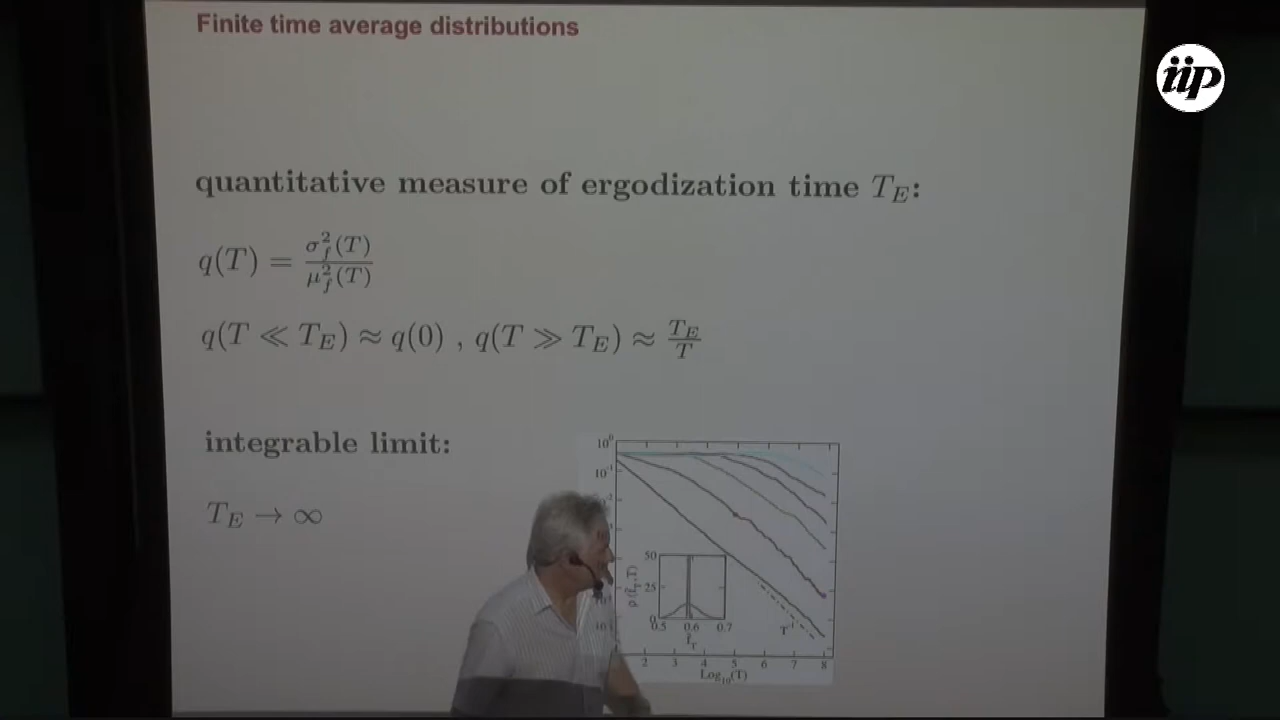 Finite time average distributions
iip
quantitative measure of ergodization time T_E:
q(T) = σ_f^2(T) / μ_f^2(T)
q(T ≪ T_E) ≈ q(0) , q(T ≫ T_E) ≈ T_E / T
integrable limit:
T_E → ∞
10^0
10^-1
50
25
0
0.5 0.6 0.7
T^-1
2 3 4 5 6 7 8
Log_10(T)